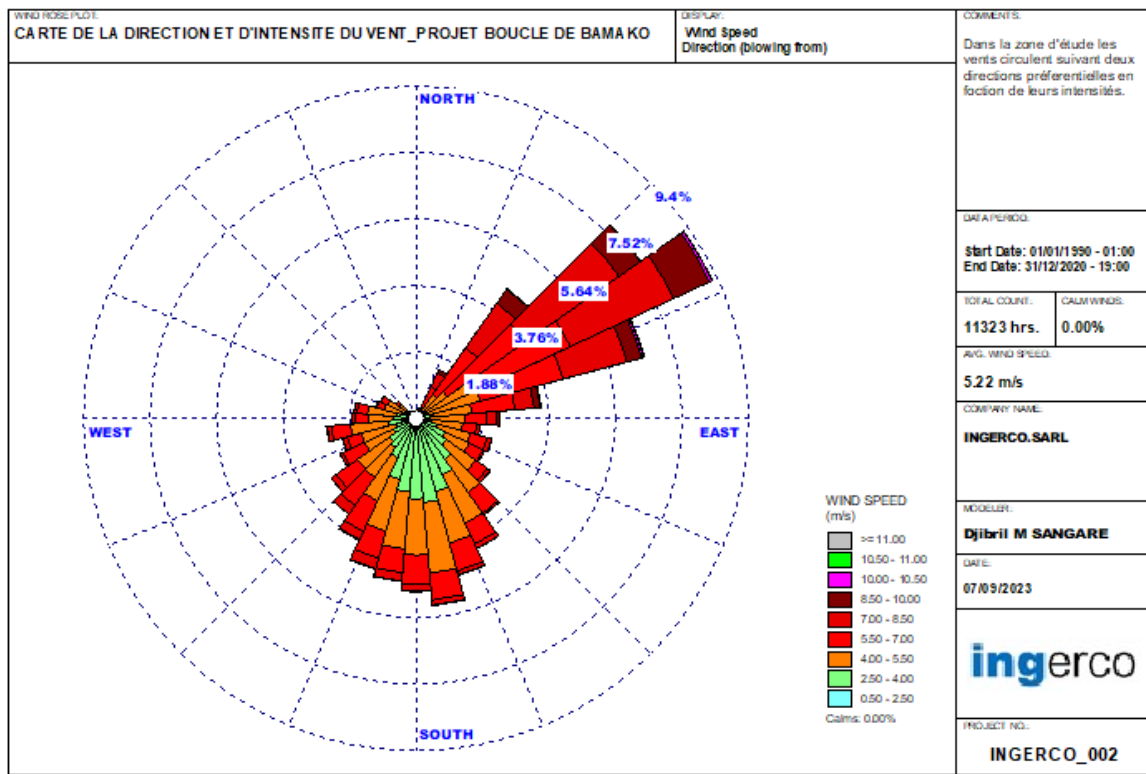 WIND ROSE PLOT:
CARTE DE LA DIRECTION ET D'INTENSITE DU VENT_PROJET BOUCLE DE BAMAKO
DISPLAY:
Wind Speed
Direction (blowing from)
COMMENTS:
Dans la zone d'étude les
vents circulent suivant deux
directions préferentielles en
foction de leurs intensités.
NORTH
9.4%
7.52%
5.64%
3.76%
1.88%
WEST
EAST
SOUTH
WIND SPEED
(m/s)
>= 11.00
10.50 - 11.00
10.00 - 10.50
8.50 - 10.00
7.00 - 8.50
5.50 - 7.00
4.00 - 5.50
2.50 - 4.00
0.50 - 2.50
Calms: 0.00%
DATA PERIOD:
Start Date: 01/01/1990 - 01:00
End Date: 31/12/2020 - 19:00
TOTAL COUNT:
11323 hrs.
CALM WINDS:
0.00%
AVG. WIND SPEED:
5.22 m/s
COMPANY NAME:
INGERCO.SARL
MODELER:
Djibril M SANGARE
DATE:
07/09/2023
ingerco
PROJECT NO.:
INGERCO_002